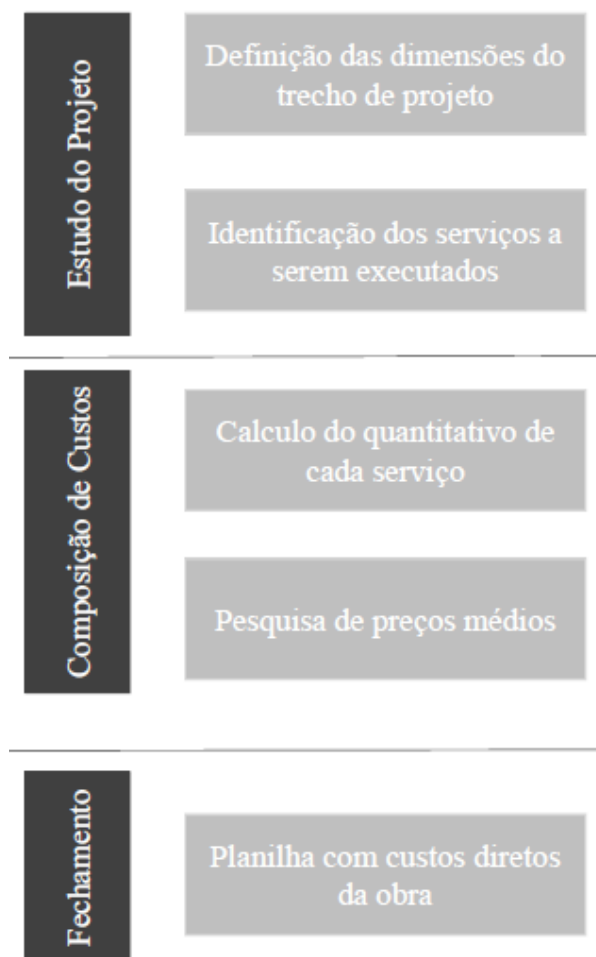 Estudo do Projeto
Definição das dimensões do
trecho de projeto
Identificação dos serviços a
serem executados
Composição de Custos
Calculo do quantitativo de
cada serviço
Pesquisa de preços médios
Fechamento
Planilha com custos diretos
da obra